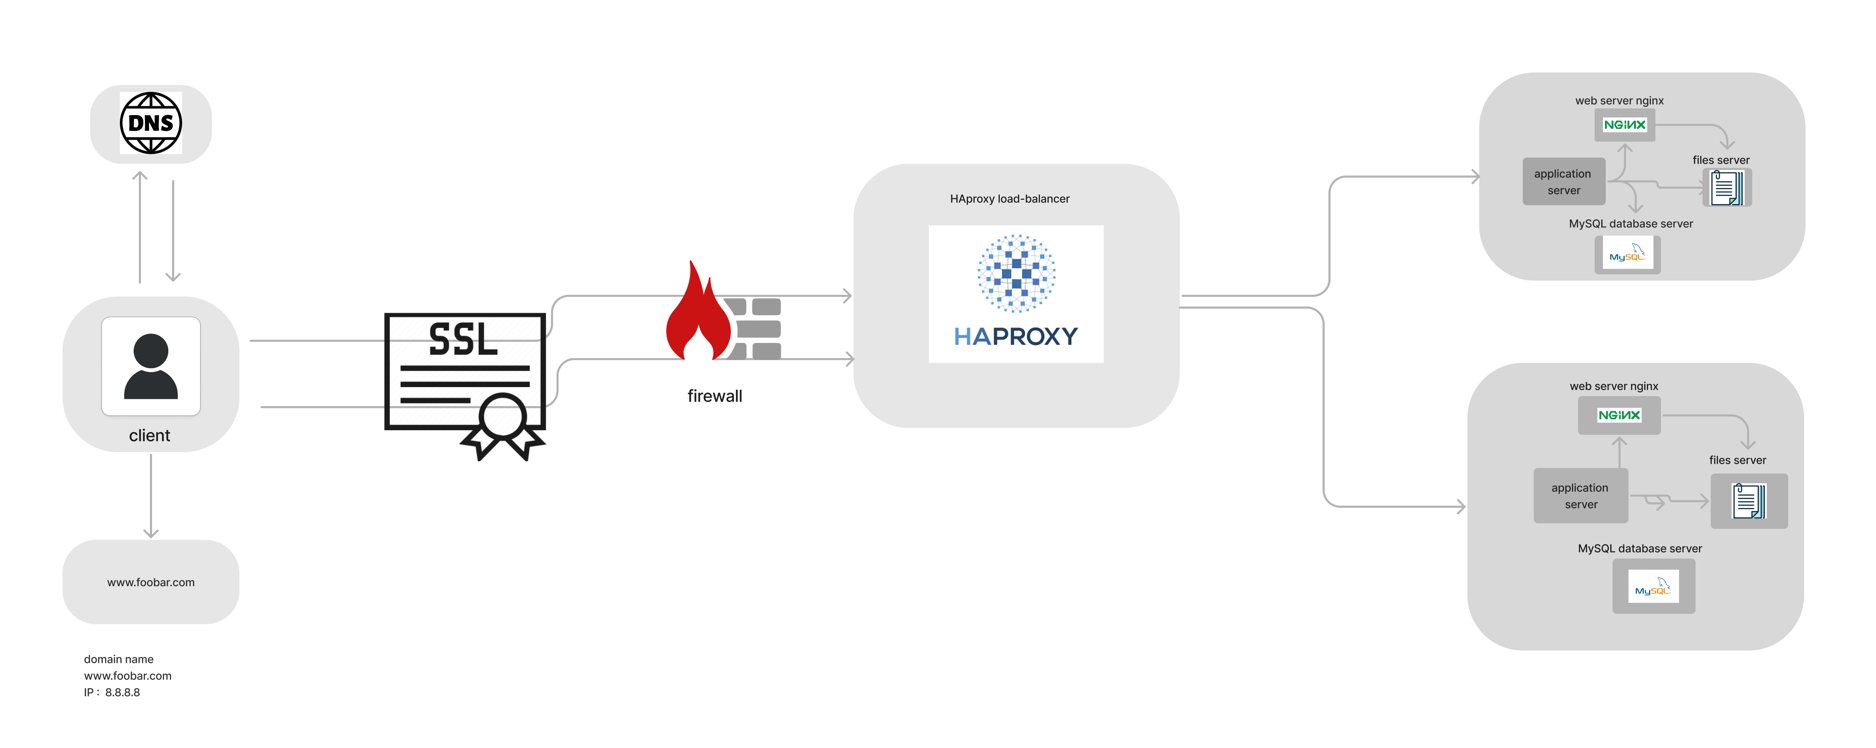 DNS
client
www.foobar.com
domain name
www.foobar.com
IP : 8.8.8.8
SSL
firewall
HAproxy load-balancer
HAPROXY
web server nginx
NGINX
application
server
files server
MySQL database server
MySQL
web server nginx
NGINX
files server
application
server
MySQL database server
MySQL